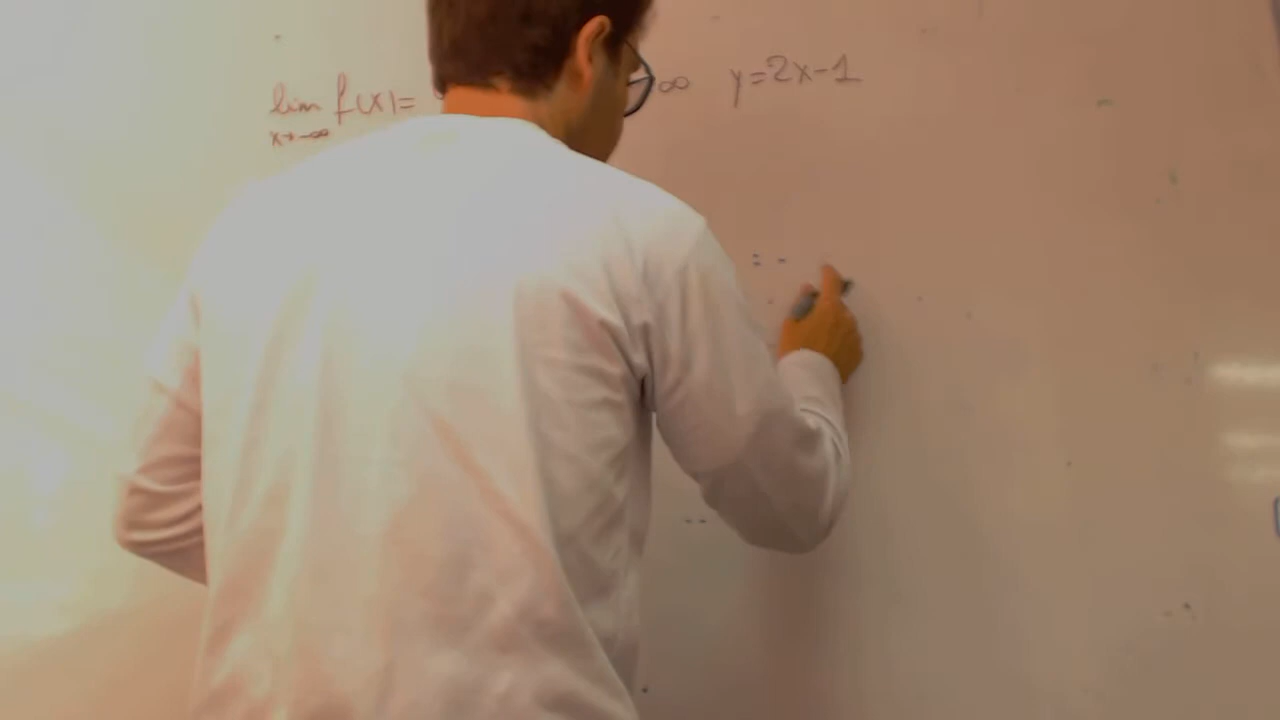 lim f(x)= ∞ y=2x-1
x→-∞